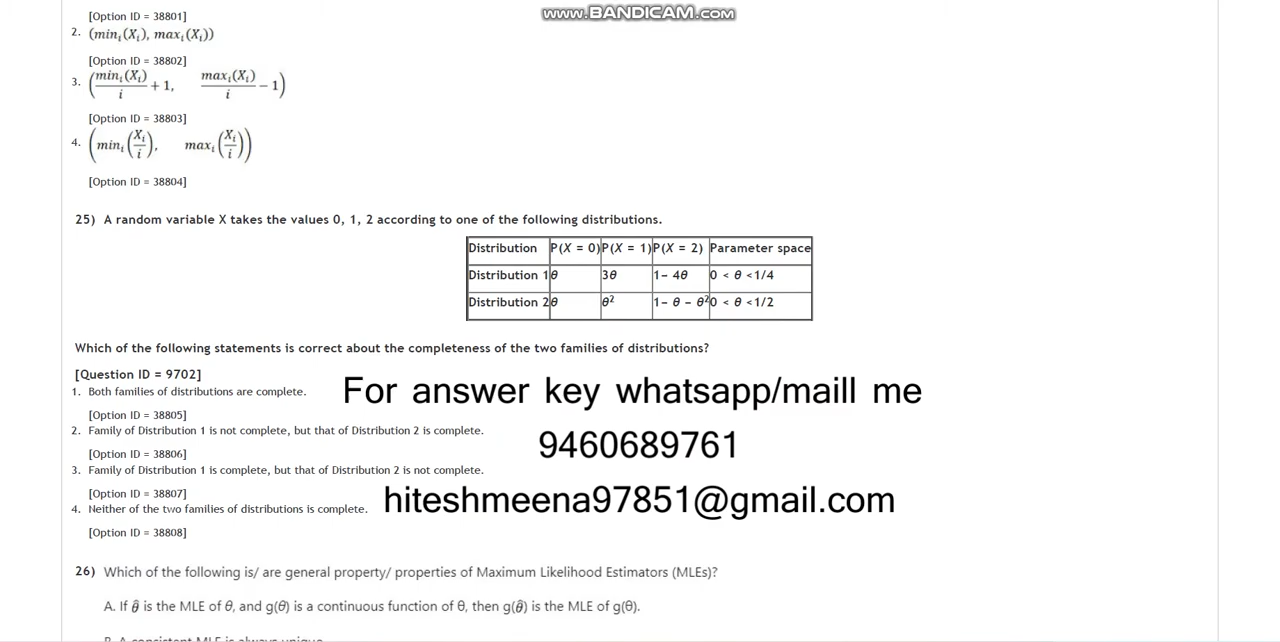 [Option ID = 38801]
www.BANDICAM.com
2. (minᵢ(Xᵢ), maxᵢ(Xᵢ))
[Option ID = 38802]
3. (minᵢ(Xᵢ)/i + 1, maxᵢ(Xᵢ)/i − 1)
[Option ID = 38803]
4. (minᵢ(Xᵢ/i), maxᵢ(Xᵢ/i))
[Option ID = 38804]
25) A random variable X takes the values 0, 1, 2 according to one of the following distributions.
Distribution P(X = 0) P(X = 1) P(X = 2) Parameter space
Distribution 1 θ 3θ 1− 4θ 0 < θ <1/4
Distribution 2 θ θ² 1− θ − θ² 0 < θ <1/2
Which of the following statements is correct about the completeness of the two families of distributions?
[Question ID = 9702]
1. Both families of distributions are complete.
For answer key whatsapp/maill me
[Option ID = 38805]
2. Family of Distribution 1 is not complete, but that of Distribution 2 is complete.
9460689761
[Option ID = 38806]
3. Family of Distribution 1 is complete, but that of Distribution 2 is not complete.
[Option ID = 38807]
hiteshmeena97851@gmail.com
4. Neither of the two families of distributions is complete.
[Option ID = 38808]
26) Which of the following is/ are general property/ properties of Maximum Likelihood Estimators (MLEs)?
A. If θ̂ is the MLE of θ, and g(θ) is a continuous function of θ, then g(θ̂) is the MLE of g(θ).
B. A consistent MLE is always unique